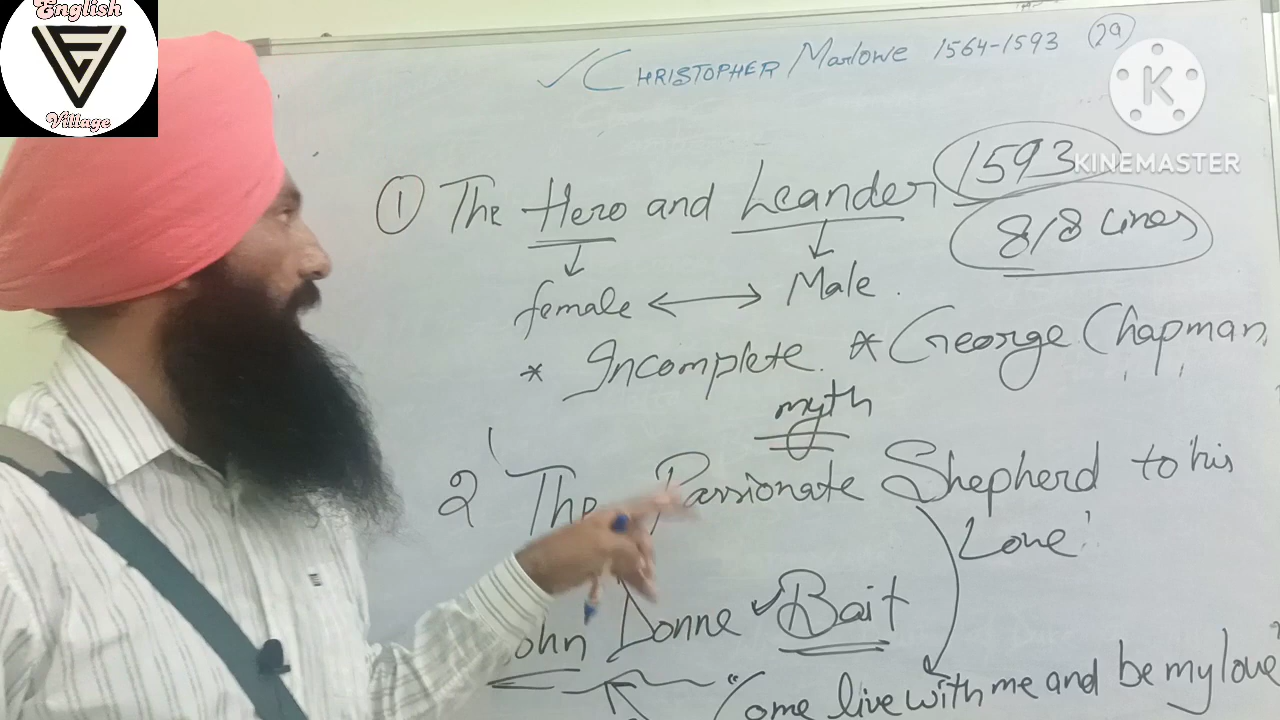 English
Village
✓ CHRISTOPHER Marlowe 1564-1593 (29)
K
KINEMASTER
① The Hero and Leander 1593
818 Lines
female ↔ Male.
* Incomplete. * George Chapman,
myth
2 'The Passionate Shepherd to his
Love'
John Donne ✓ Bait
"Come live with me and be my love"